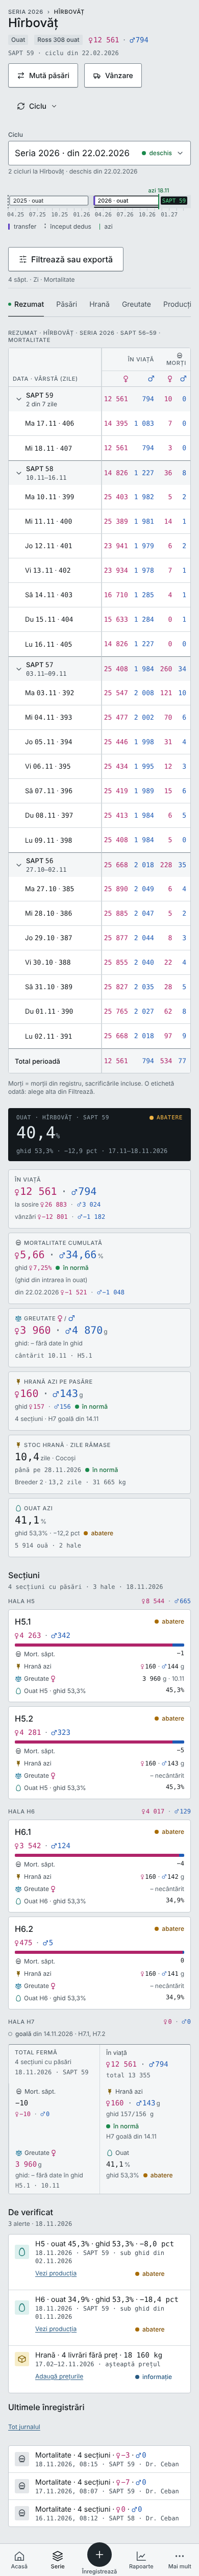 SERIA 2026 › HÎRBOVĂȚ
Hîrbovăț
Ouat Ross 308 ouat ♀12 561 · ♂794
SAPT 59 · ciclu din 22.02.2026
Mută păsări
Vânzare
Ciclu
Ciclu
Seria 2026 · din 22.02.2026 deschis
2 cicluri la Hîrbovăț · deschis din 22.02.2026
azi 18.11
2025 · ouat 2026 · ouat SAPT 59
04.25 07.25 10.25 01.26 04.26 07.26 10.26 01.27
transfer început dedus azi
Filtrează sau exportă
4 săpt. · Zi · Mortalitate
Rezumat Păsări Hrană Greutate Producți
REZUMAT · HÎRBOVĂȚ · SERIA 2026 · SAPT 56–59 ·
MORTALITATE
ÎN VIAȚĂ MORȚI
DATA · VÂRSTĂ (ZILE) ♀ ♂ ♀ ♂
SAPT 59 12 561 794 10 0
2 din 7 zile
Ma 17.11 · 406 14 395 1 083 7 0
Mi 18.11 · 407 12 561 794 3 0
SAPT 58 14 826 1 227 36 8
10.11–16.11
Ma 10.11 · 399 25 403 1 982 5 2
Mi 11.11 · 400 25 389 1 981 14 1
Jo 12.11 · 401 23 941 1 979 6 2
Vi 13.11 · 402 23 934 1 978 7 1
Sâ 14.11 · 403 16 710 1 285 4 1
Du 15.11 · 404 15 633 1 284 0 1
Lu 16.11 · 405 14 826 1 227 0 0
SAPT 57 25 408 1 984 260 34
03.11–09.11
Ma 03.11 · 392 25 547 2 008 121 10
Mi 04.11 · 393 25 477 2 002 70 6
Jo 05.11 · 394 25 446 1 998 31 4
Vi 06.11 · 395 25 434 1 995 12 3
Sâ 07.11 · 396 25 419 1 989 15 6
Du 08.11 · 397 25 413 1 984 6 5
Lu 09.11 · 398 25 408 1 984 5 0
SAPT 56 25 668 2 018 228 35
27.10–02.11
Ma 27.10 · 385 25 890 2 049 6 4
Mi 28.10 · 386 25 885 2 047 5 2
Jo 29.10 · 387 25 877 2 044 8 3
Vi 30.10 · 388 25 855 2 040 22 4
Sâ 31.10 · 389 25 827 2 035 28 5
Du 01.11 · 390 25 765 2 027 62 8
Lu 02.11 · 391 25 668 2 018 97 9
Total perioadă 12 561 794 534 77
Morți = morții din registru, sacrificările incluse. O etichetă
odată: alege alta din Filtrează.
OUAT · HÎRBOVĂȚ · SAPT 59 ABATERE
40,4%
ghid 53,3% · −12,9 pct · 17.11–18.11.2026
ÎN VIAȚĂ
♀12 561 · ♂794
la sosire ♀26 883 · ♂3 024
vânzări ♀−12 801 · ♂−1 182
MORTALITATE CUMULATĂ
♀5,66 · ♂34,66%
ghid ♀7,25% în normă
(ghid din intrarea în ouat)
din 22.02.2026 ♀−1 521 · ♂−1 048
GREUTATE ♀ / ♂
♀3 960 · ♂4 870g
ghid: – fără date în ghid
cântărit 10.11 · H5.1
HRANĂ AZI PE PASĂRE
♀160 · ♂143g
ghid ♀157 · ♂156 în normă
4 secțiuni · H7 goală din 14.11
STOC HRANĂ · ZILE RĂMASE
10,4 zile · Cocoși
până pe 28.11.2026 în normă
Breeder 2 · 13,2 zile · 31 665 kg
OUAT AZI
41,1%
ghid 53,3% · −12,2 pct abatere
5 914 ouă · 2 hale
Secțiuni
4 secțiuni cu păsări · 3 hale · 18.11.2026
HALA H5 ♀8 544 · ♂665
H5.1 abatere
♀4 263 · ♂342
Mort. săpt. −1
Hrană azi ♀160 · ♂144 g
Greutate ♀ 3 960 g · 10.11
Ouat H5 · ghid 53,3% 45,3%
H5.2 abatere
♀4 281 · ♂323
Mort. săpt. −5
Hrană azi ♀160 · ♂143 g
Greutate ♀ – necântărit
Ouat H5 · ghid 53,3% 45,3%
HALA H6 ♀4 017 · ♂129
H6.1 abatere
♀3 542 · ♂124
Mort. săpt. −4
Hrană azi ♀160 · ♂142 g
Greutate ♀ – necântărit
Ouat H6 · ghid 53,3% 34,9%
H6.2 abatere
♀475 · ♂5
Mort. săpt. 0
Hrană azi ♀160 · ♂141 g
Greutate ♀ – necântărit
Ouat H6 · ghid 53,3% 34,9%
HALA H7 ♀0 · ♂0
goală din 14.11.2026 · H7.1, H7.2
TOTAL FERMĂ
4 secțiuni cu păsări
18.11.2026 · SAPT 59
În viață
♀12 561 · ♂794
total 13 355
Mort. săpt.
−10
♀−10 · ♂0
Hrană azi
♀160 · ♂143g
ghid 157/156 g
în normă
H7 goală din 14.11
Greutate ♀
3 960g
ghid: – fără date în ghid
H5.1 · 10.11
Ouat
41,1%
ghid 53,3% abatere
De verificat
3 alerte · 18.11.2026
H5 · ouat 45,3% · ghid 53,3% · −8,0 pct
18.11.2026 · SAPT 59 · sub ghid din
02.11.2026
Vezi producția abatere
H6 · ouat 34,9% · ghid 53,3% · −18,4 pct
18.11.2026 · SAPT 59 · sub ghid din
01.11.2026
Vezi producția abatere
Hrană · 4 livrări fără preț · 18 160 kg
17.02–12.11.2026 · așteaptă prețul
Adaugă prețurile informație
Ultimele înregistrări
Tot jurnalul
Mortalitate · 4 secțiuni · ♀−3 · ♂0
18.11.2026, 08:15 · SAPT 59 · Dr. Ceban
Mortalitate · 4 secțiuni · ♀−7 · ♂0
17.11.2026, 08:07 · SAPT 59 · Dr. Ceban
Mortalitate · 4 secțiuni · ♀0 · ♂0
16.11.2026, 08:12 · SAPT 58 · Dr. Ceban
Acasă Serie Înregistrează Rapoarte Mai mult